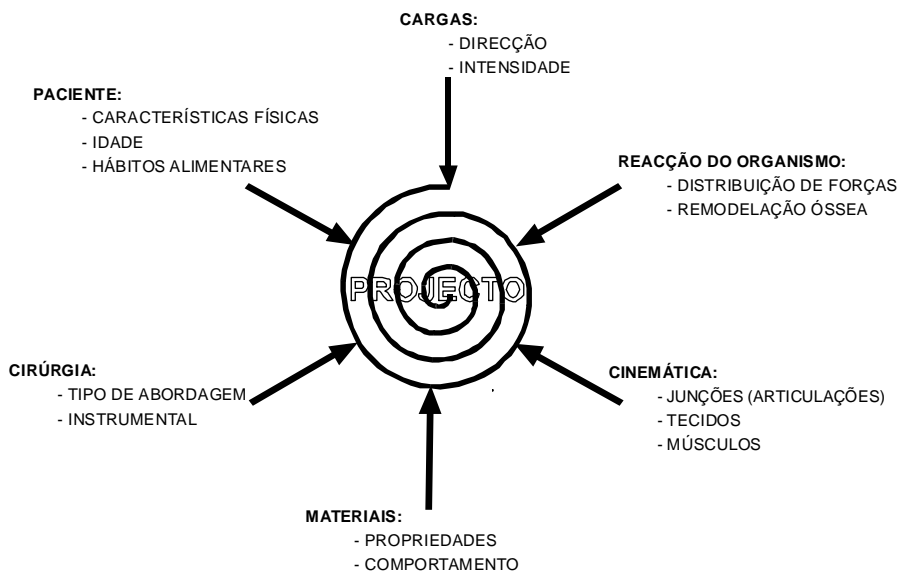 CARGAS:
- DIRECÇÃO
- INTENSIDADE
PACIENTE:
- CARACTERÍSTICAS FÍSICAS
- IDADE
- HÁBITOS ALIMENTARES
REACÇÃO DO ORGANISMO:
- DISTRIBUIÇÃO DE FORÇAS
- REMODELAÇÃO ÓSSEA
PROJECTO
CIRÚRGIA:
- TIPO DE ABORDAGEM
- INSTRUMENTAL
CINEMÁTICA:
- JUNÇÕES (ARTICULAÇÕES)
- TECIDOS
- MÚSCULOS
MATERIAIS:
- PROPRIEDADES
- COMPORTAMENTO